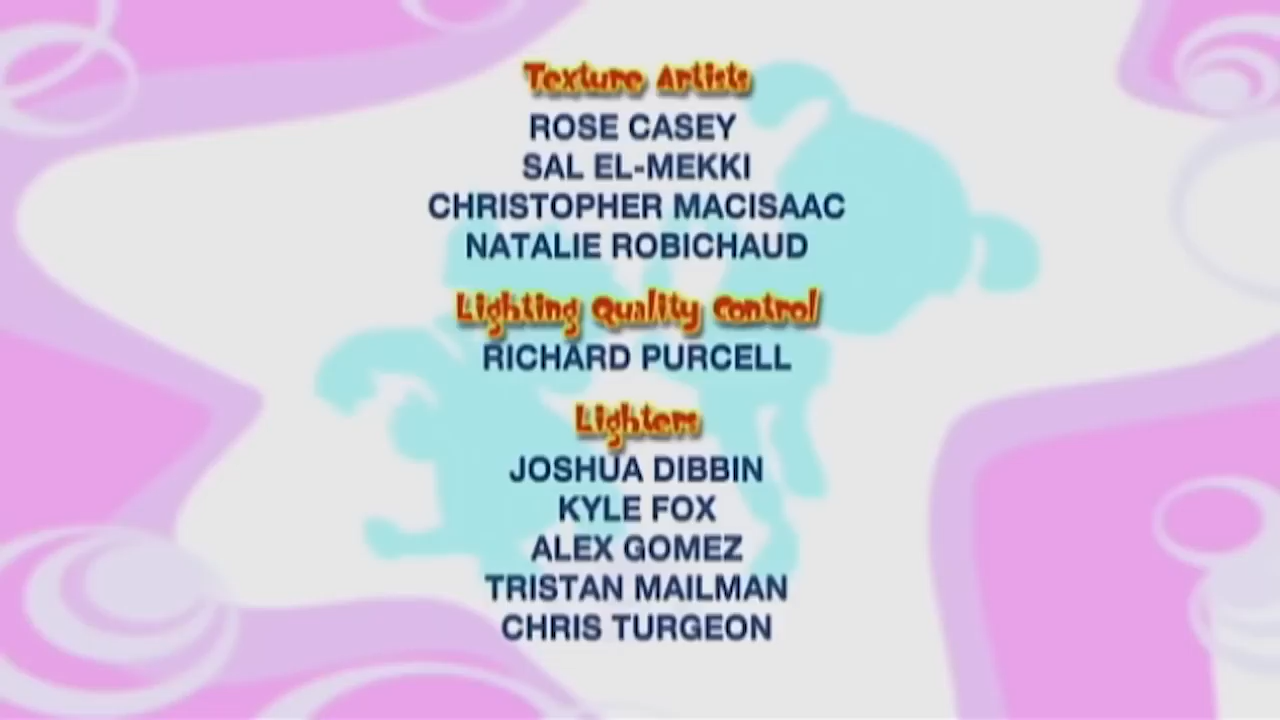 Texture Artists
ROSE CASEY
SAL EL-MEKKI
CHRISTOPHER MACISAAC
NATALIE ROBICHAUD
Lighting Quality Control
RICHARD PURCELL
Lighters
JOSHUA DIBBIN
KYLE FOX
ALEX GOMEZ
TRISTAN MAILMAN
CHRIS TURGEON